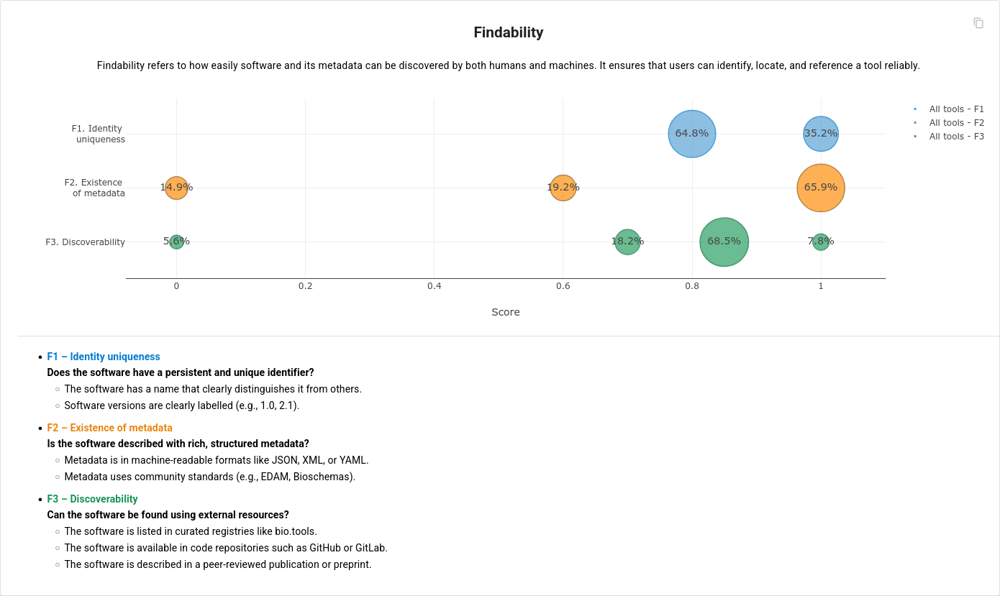 Findability
Findability refers to how easily software and its metadata can be discovered by both humans and machines. It ensures that users can identify, locate, and reference a tool reliably.
All tools - F1
All tools - F2
All tools - F3
F1. Identity
uniqueness
64.8%
35.2%
F2. Existence
of metadata
14.9%
19.2%
65.9%
F3. Discoverability
5.6%
18.2%
68.5%
7.8%
0
0.2
0.4
0.6
0.8
1
Score
• F1 – Identity uniqueness
Does the software have a persistent and unique identifier?
○ The software has a name that clearly distinguishes it from others.
○ Software versions are clearly labelled (e.g., 1.0, 2.1).
• F2 – Existence of metadata
Is the software described with rich, structured metadata?
○ Metadata is in machine-readable formats like JSON, XML, or YAML.
○ Metadata uses community standards (e.g., EDAM, Bioschemas).
• F3 – Discoverability
Can the software be found using external resources?
○ The software is listed in curated registries like bio.tools.
○ The software is available in code repositories such as GitHub or GitLab.
○ The software is described in a peer-reviewed publication or preprint.